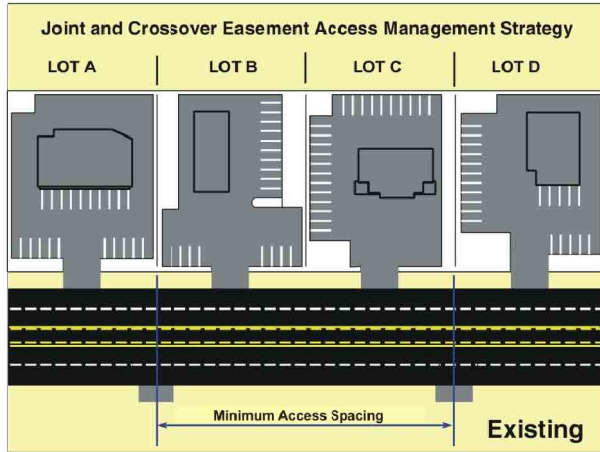 Joint and Crossover Easement Access Management Strategy
LOT A LOT B LOT C LOT D
Minimum Access Spacing
Existing